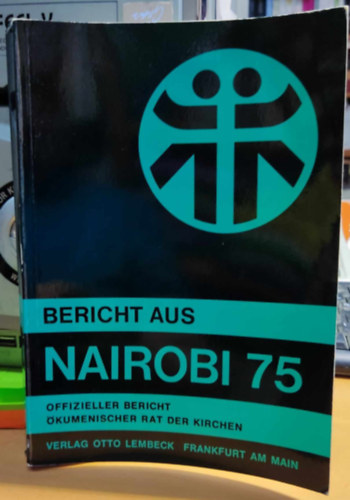 BERICHT AUS
NAIROBI 75
OFFIZIELLER BERICHT
ÖKUMENISCHER RAT DER KIRCHEN
VERLAG OTTO LEMBECK FRANKFURT AM MAIN